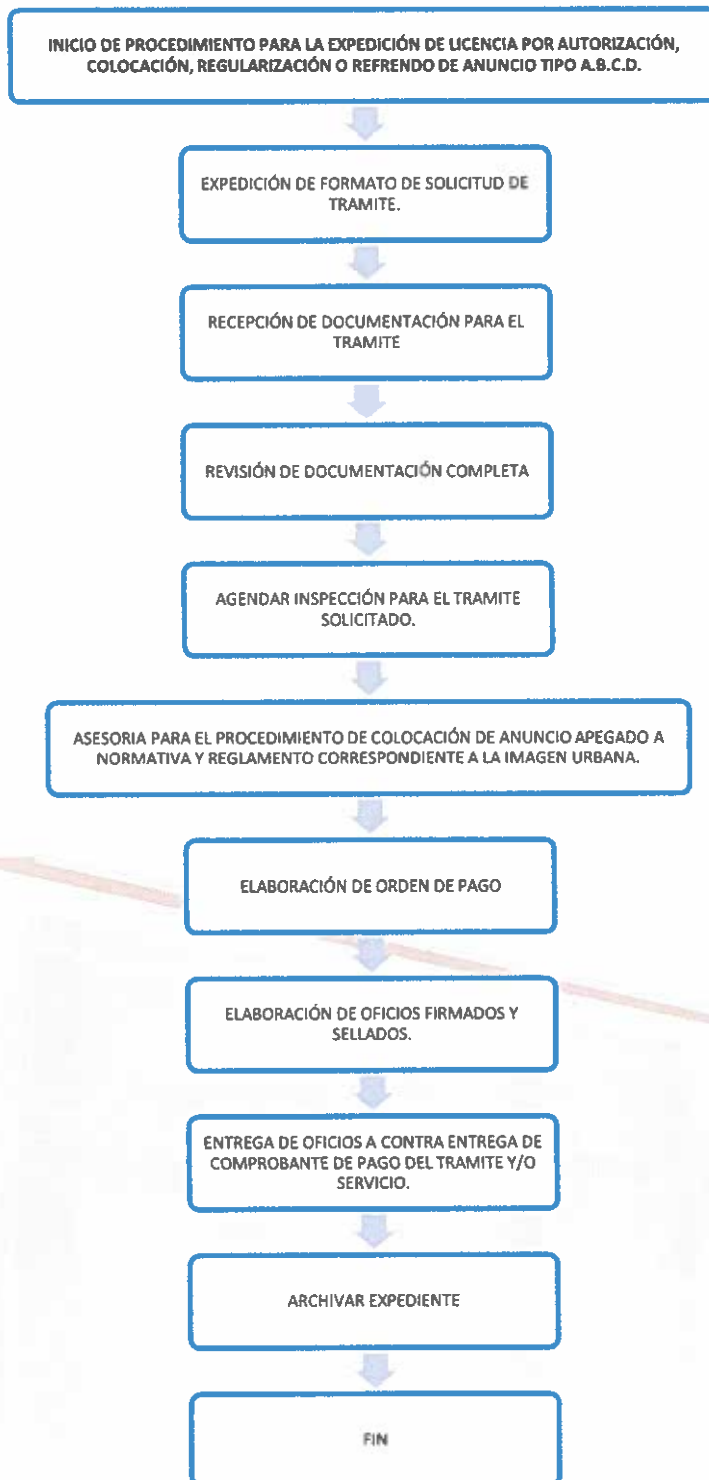 INICIO DE PROCEDIMIENTO PARA LA EXPEDICIÓN DE LICENCIA POR AUTORIZACIÓN,
COLOCACIÓN, REGULARIZACIÓN O REFRENDO DE ANUNCIO TIPO A.B.C.D.
EXPEDICIÓN DE FORMATO DE SOLICITUD DE
TRAMITE.
RECEPCIÓN DE DOCUMENTACIÓN PARA EL
TRAMITE
REVISIÓN DE DOCUMENTACIÓN COMPLETA
AGENDAR INSPECCIÓN PARA EL TRAMITE
SOLICITADO.
ASESORIA PARA EL PROCEDIMIENTO DE COLOCACIÓN DE ANUNCIO APEGADO A
NORMATIVA Y REGLAMENTO CORRESPONDIENTE A LA IMAGEN URBANA.
ELABORACIÓN DE ORDEN DE PAGO
ELABORACIÓN DE OFICIOS FIRMADOS Y
SELLADOS.
ENTREGA DE OFICIOS A CONTRA ENTREGA DE
COMPROBANTE DE PAGO DEL TRAMITE Y/O
SERVICIO.
ARCHIVAR EXPEDIENTE
FIN